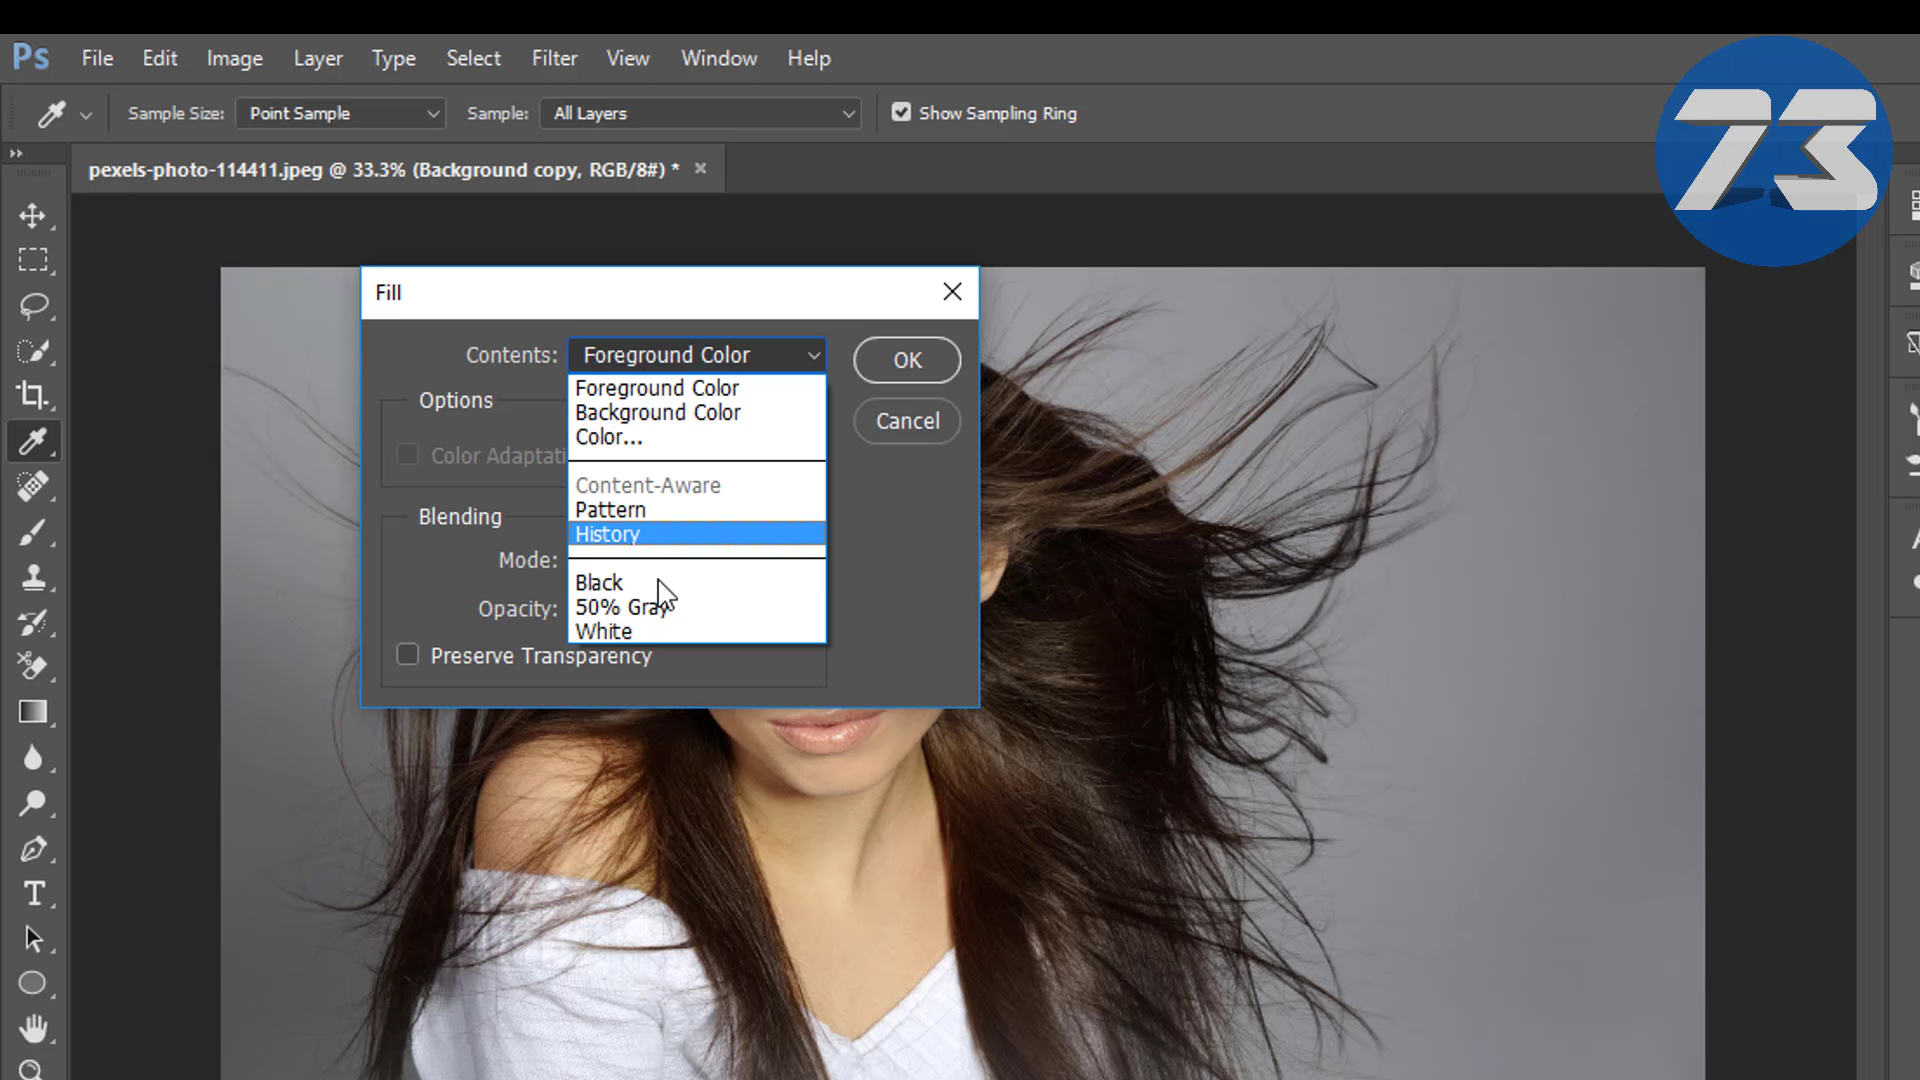 Ps File Edit Image Layer Type Select Filter View Window Help
Sample Size: Point Sample Sample: All Layers Show Sampling Ring
73
pexels-photo-114411.jpeg @ 33.3% (Background copy, RGB/8#) *
Fill
Contents: Foreground Color OK
Foreground Color
Options
Background Color
Cancel
Color...
Color Adaptati
Content-Aware
Pattern
Blending
History
Mode:
Black
Opacity: 50% Gray
White
Preserve Transparency
T